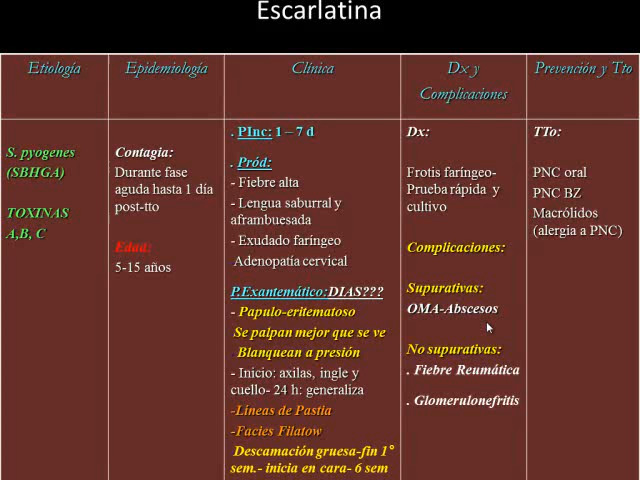 Escarlatina
Etiología
Epidemiología
Clínica
Dx y
Complicaciones
Prevención y Tto
S. pyogenes
(SBHGA)
TOXINAS
A,B, C
Contagia:
Durante fase
aguda hasta 1 día
post-tto
Edad:
5-15 años
. PInc: 1 – 7 d
. Pród:
- Fiebre alta
- Lengua saburral y
aframbuesada
- Exudado faríngeo
Adenopatía cervical
P.Exantemático:DIAS???
- Papulo-eritematoso
Se palpan mejor que se ve
Blanquean a presión
- Inicio: axilas, ingle y
cuello- 24 h: generaliza
-Líneas de Pastia
-Facies Filatow
Descamación gruesa-fin 1°
sem.- inicia en cara- 6 sem
Dx:
Frotis faríngeo-
Prueba rápida y
cultivo
Complicaciones:
Supurativas:
OMA-Abscesos
No supurativas:
. Fiebre Reumática
. Glomerulonefritis
TTo:
PNC oral
PNC BZ
Macrólidos
(alergia a PNC)